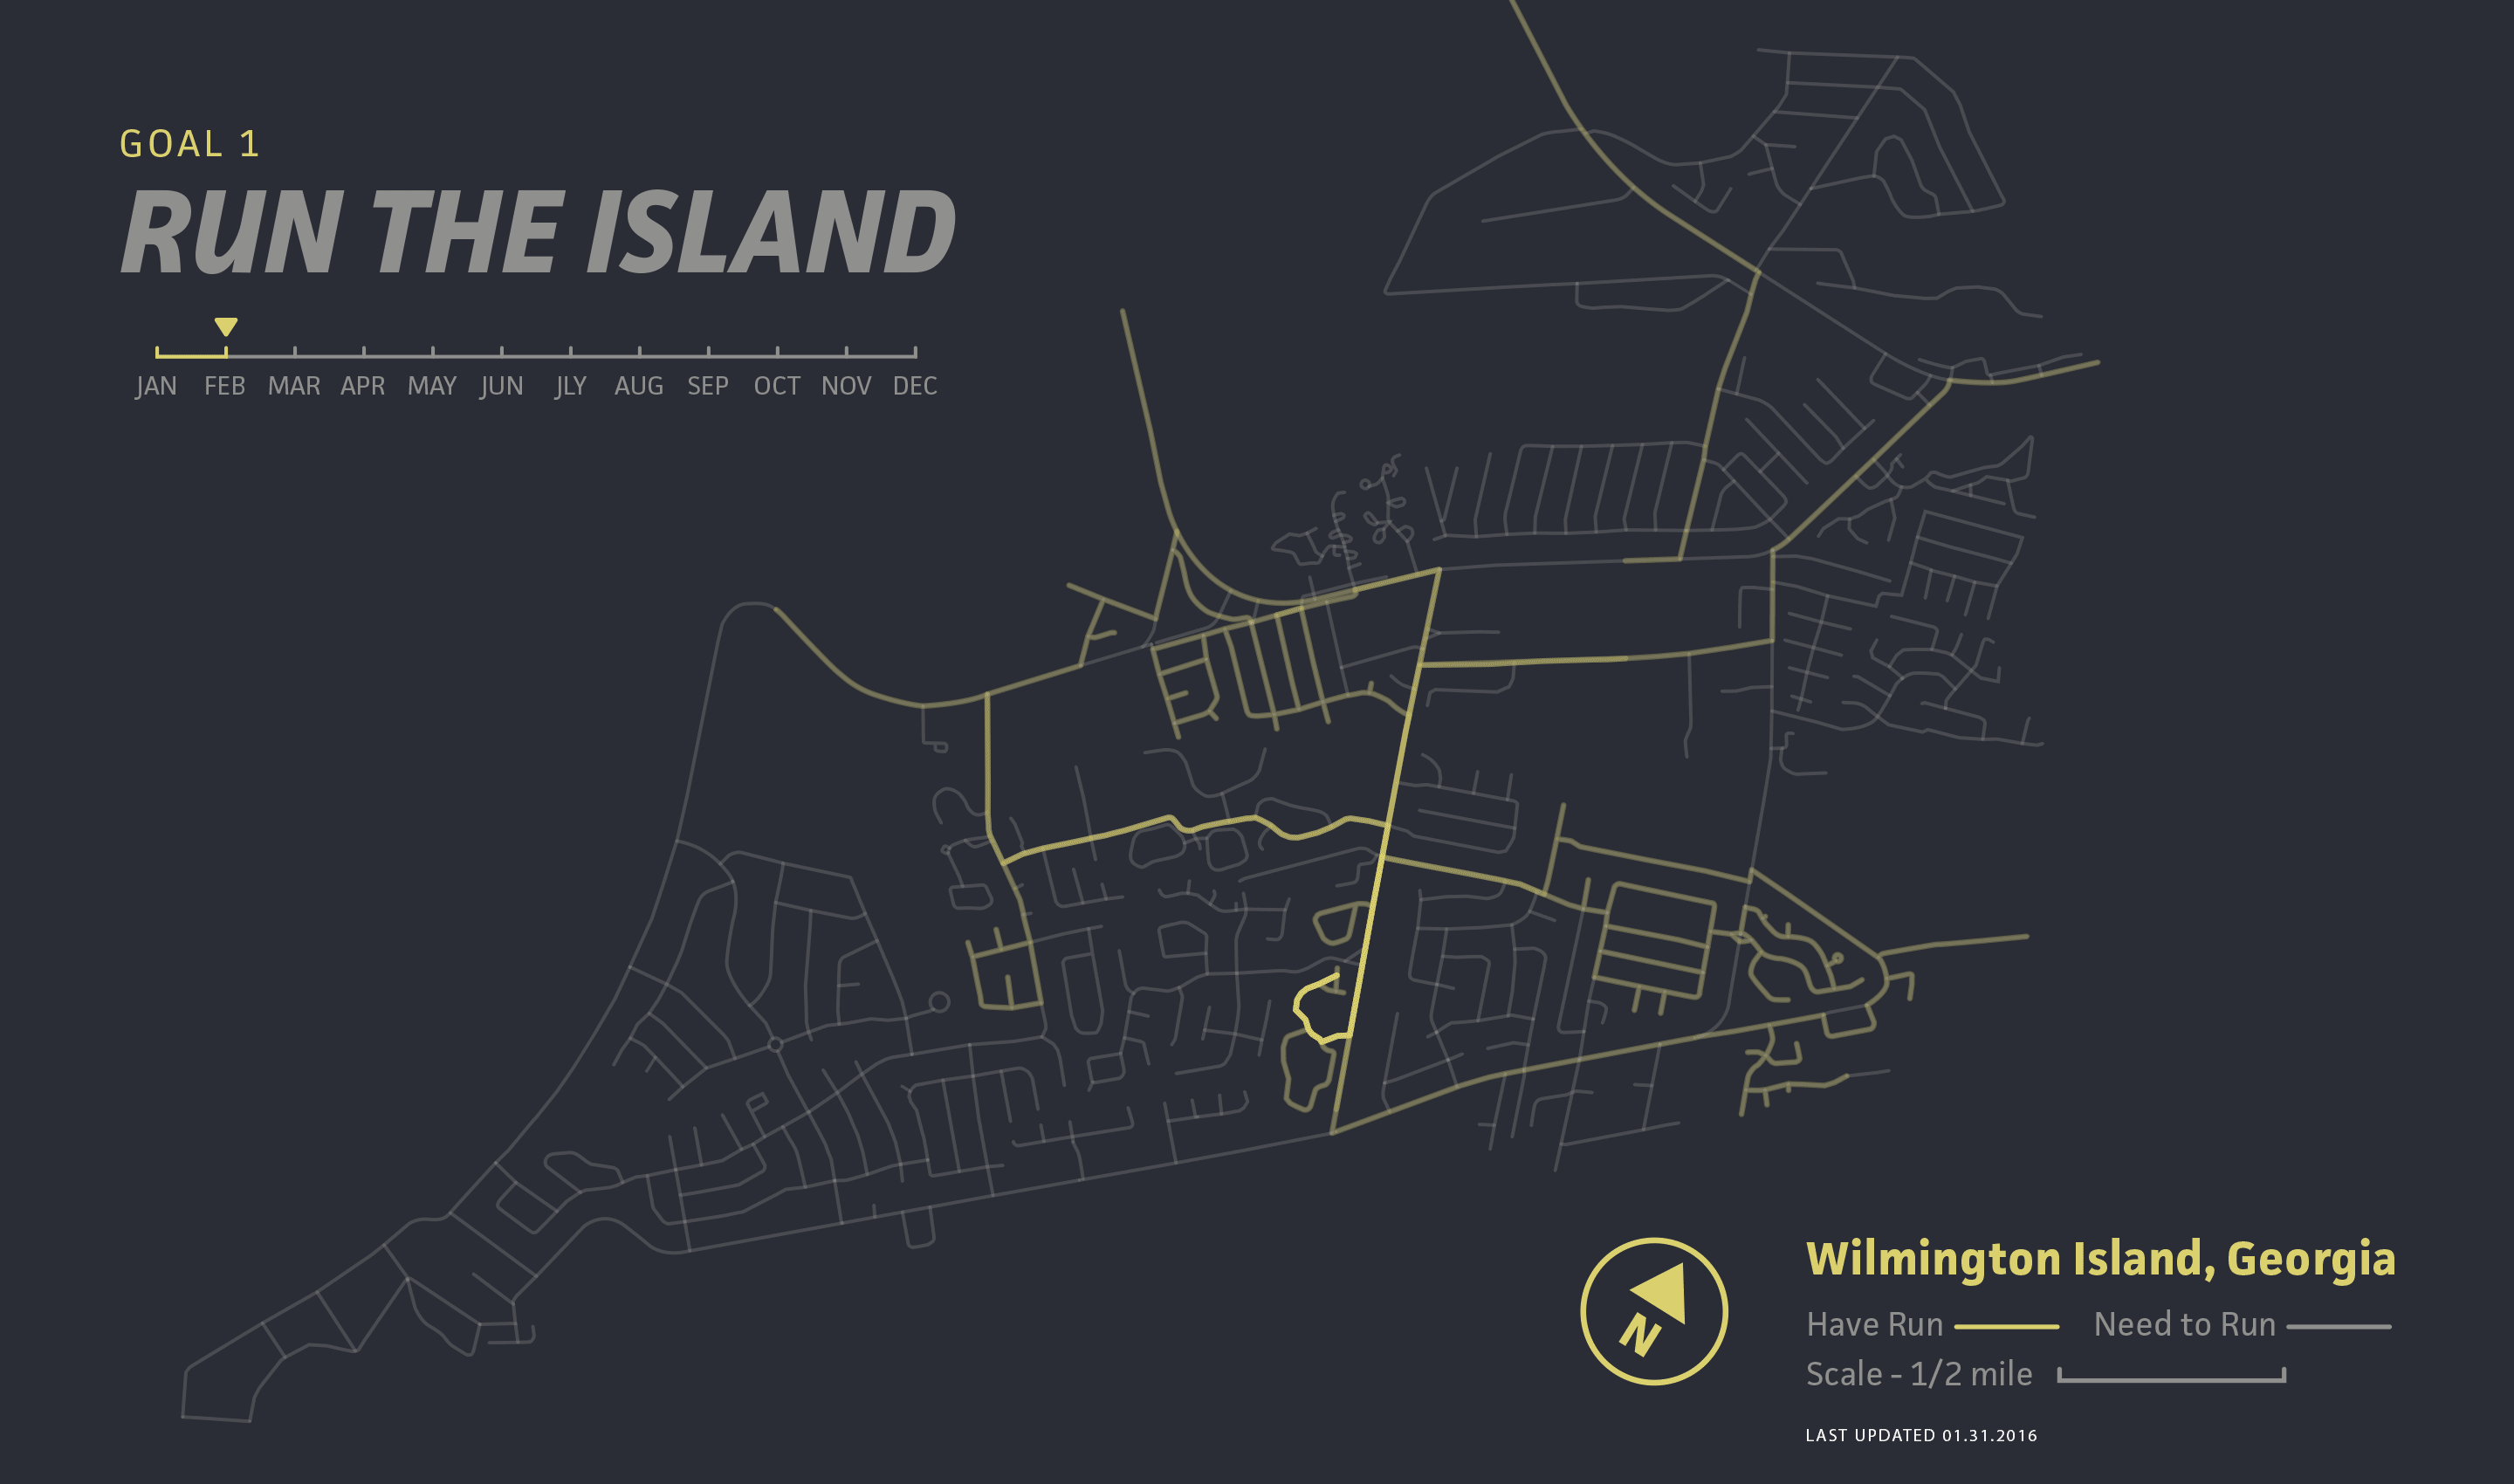 GOAL 1
RUN THE ISLAND
JAN FEB MAR APR MAY JUN JLY AUG SEP OCT NOV DEC
N
Wilmington Island, Georgia
Have Run Need to Run
Scale - 1/2 mile
LAST UPDATED 01.31.2016